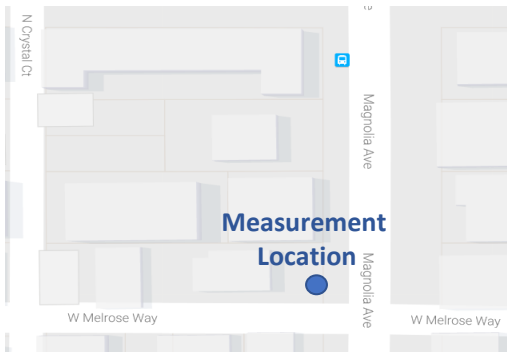 N Crystal Ct
Magnolia Ave
Measurement
Location
Magnolia Ave
W Melrose Way
W Melrose Way